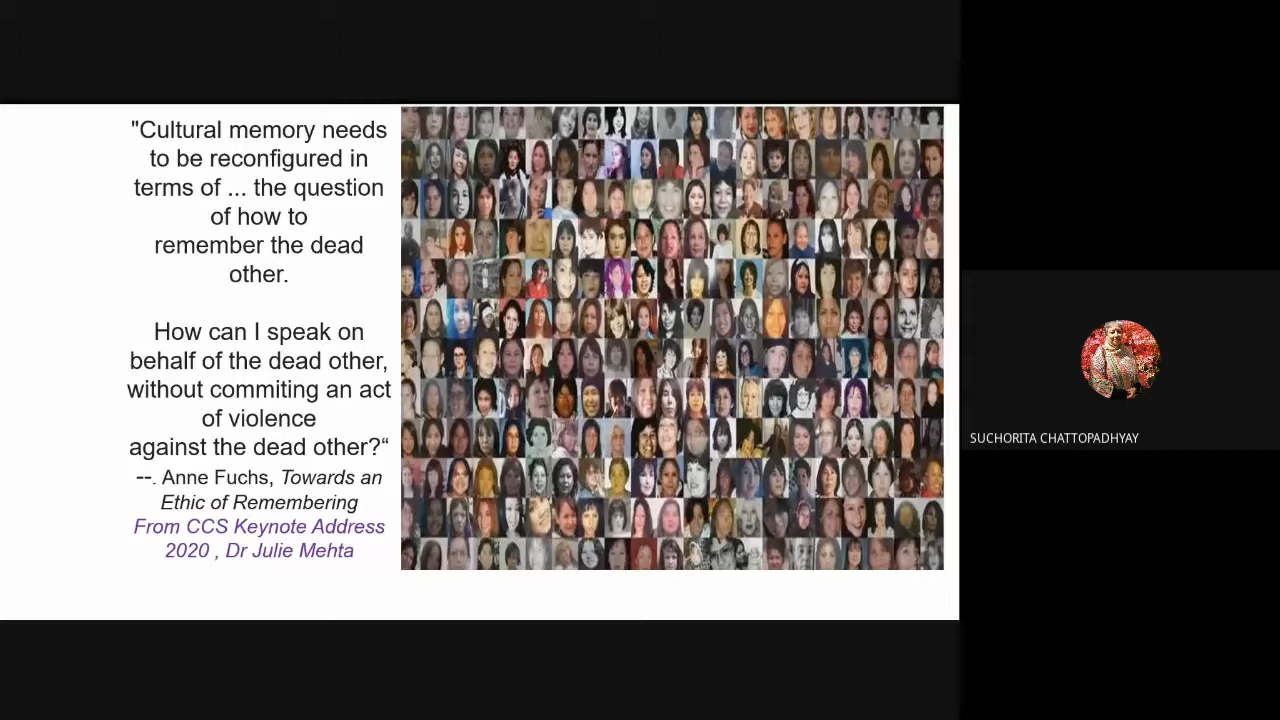 "Cultural memory needs
to be reconfigured in
terms of ... the question
of how to
remember the dead
other.
How can I speak on
behalf of the dead other,
without commiting an act
of violence
against the dead other?“
--. Anne Fuchs, Towards an
Ethic of Remembering
From CCS Keynote Address
2020 , Dr Julie Mehta
SUCHORITA CHATTOPADHYAY